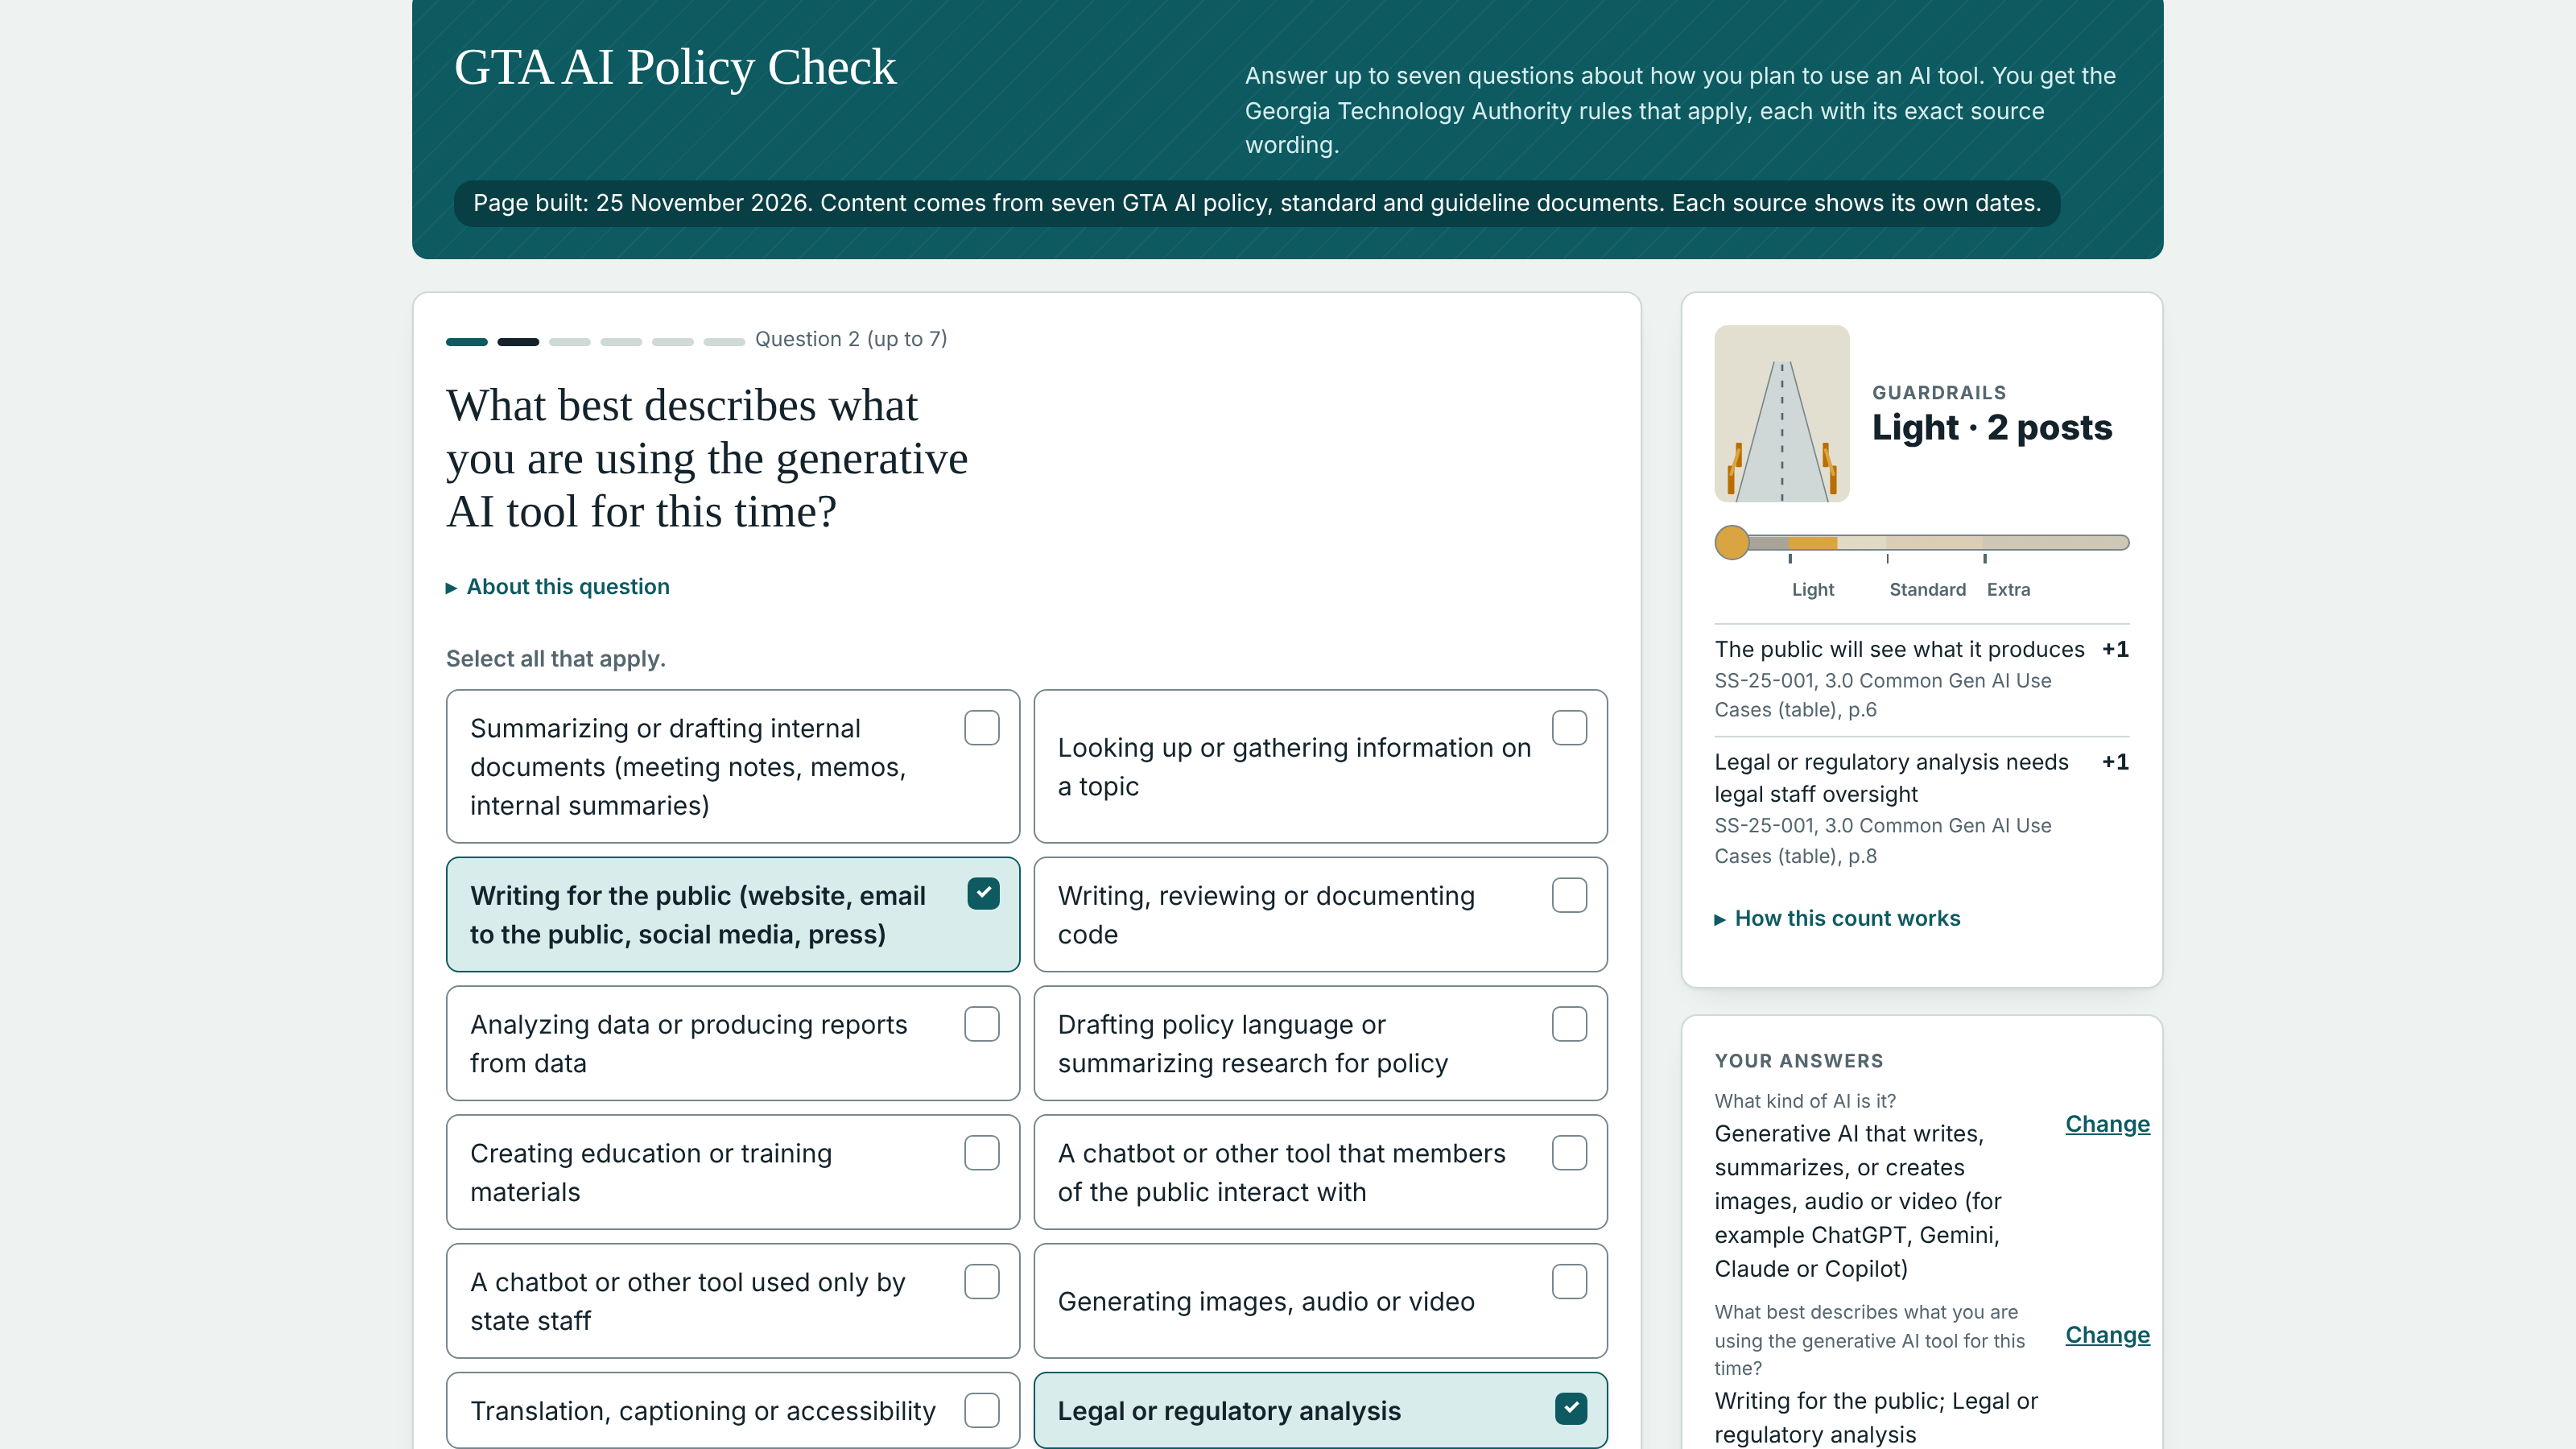 GTA AI Policy Check
Answer up to seven questions about how you plan to use an AI tool. You get the
Georgia Technology Authority rules that apply, each with its exact source
wording.
Page built: 25 November 2026. Content comes from seven GTA AI policy, standard and guideline documents. Each source shows its own dates.
Question 2 (up to 7)
What best describes what
you are using the generative
AI tool for this time?
▸ About this question
Select all that apply.
Summarizing or drafting internal
documents (meeting notes, memos,
internal summaries)
Looking up or gathering information on
a topic
Writing for the public (website, email
to the public, social media, press)
Writing, reviewing or documenting
code
Analyzing data or producing reports
from data
Drafting policy language or
summarizing research for policy
Creating education or training
materials
A chatbot or other tool that members
of the public interact with
A chatbot or other tool used only by
state staff
Generating images, audio or video
Translation, captioning or accessibility
Legal or regulatory analysis
GUARDRAILS
Light · 2 posts
Light Standard Extra
The public will see what it produces +1
SS-25-001, 3.0 Common Gen AI Use
Cases (table), p.6
Legal or regulatory analysis needs +1
legal staff oversight
SS-25-001, 3.0 Common Gen AI Use
Cases (table), p.8
▸ How this count works
YOUR ANSWERS
What kind of AI is it?
Change
Generative AI that writes,
summarizes, or creates
images, audio or video (for
example ChatGPT, Gemini,
Claude or Copilot)
What best describes what you are
using the generative AI tool for this
time?
Change
Writing for the public; Legal or
regulatory analysis